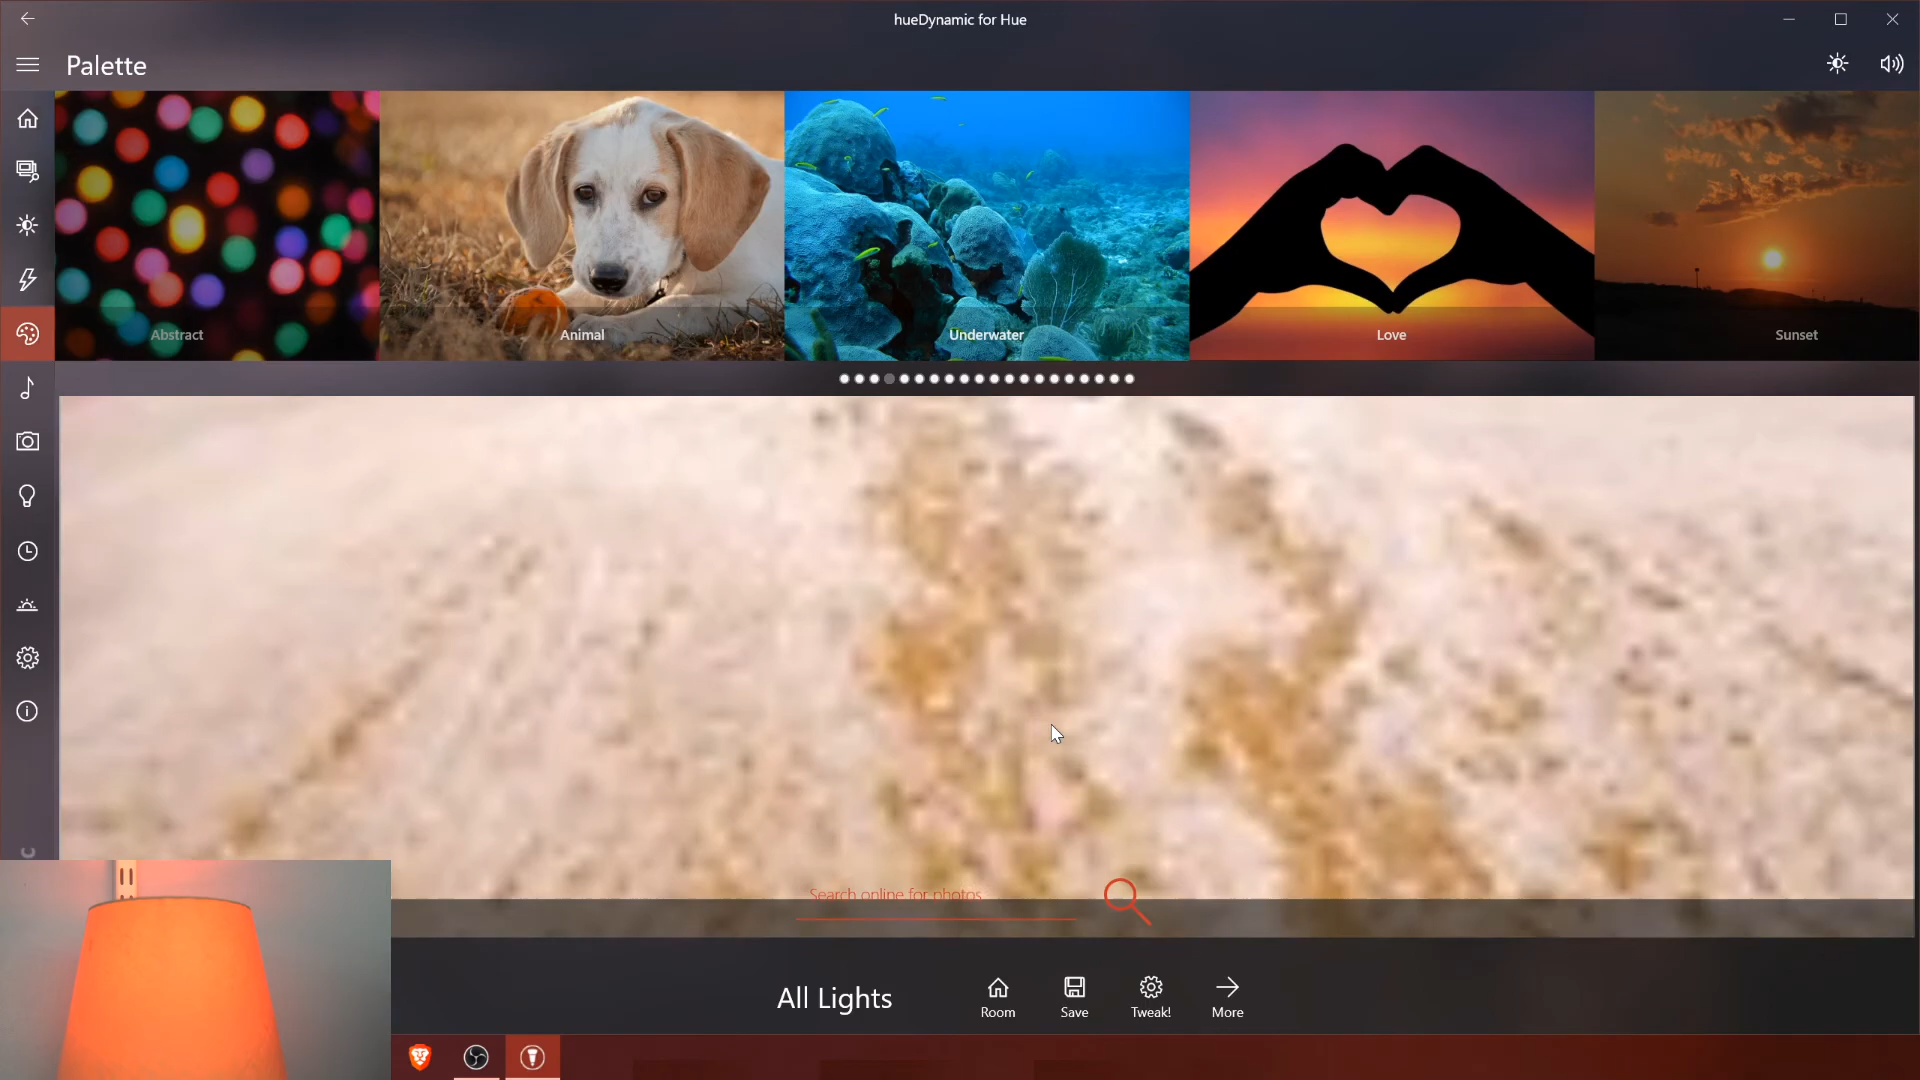 hueDynamic for Hue
Palette
Abstract
Animal
Underwater
Love
Sunset
Search online for photos
All Lights
Room
Save
Tweak!
More